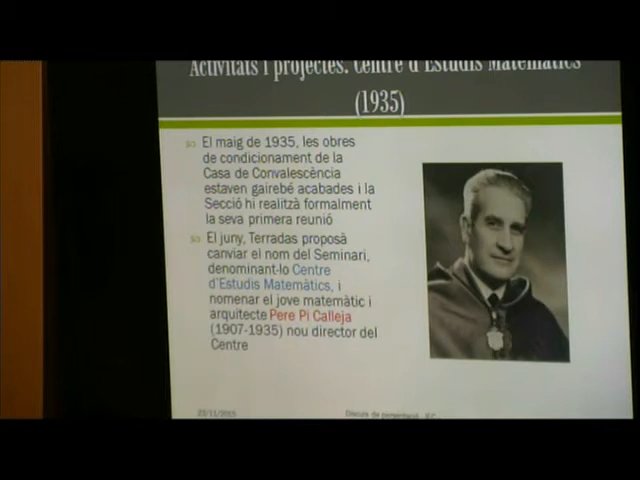 Activitats i projectes. Centre d'Estudis Matemàtics
(1935)
El maig de 1935, les obres
de condicionament de la
Casa de Convalescència
estaven gairebé acabades i la
Secció hi realitzà formalment
la seva primera reunió
El juny, Terradas proposà
canviar el nom del Seminari,
denominant-lo Centre
d'Estudis Matemàtics, i
nomenar el jove matemàtic i
arquitecte Pere Pi Calleja
(1907-1935) nou director del
Centre
23/11/2015
Discurs de